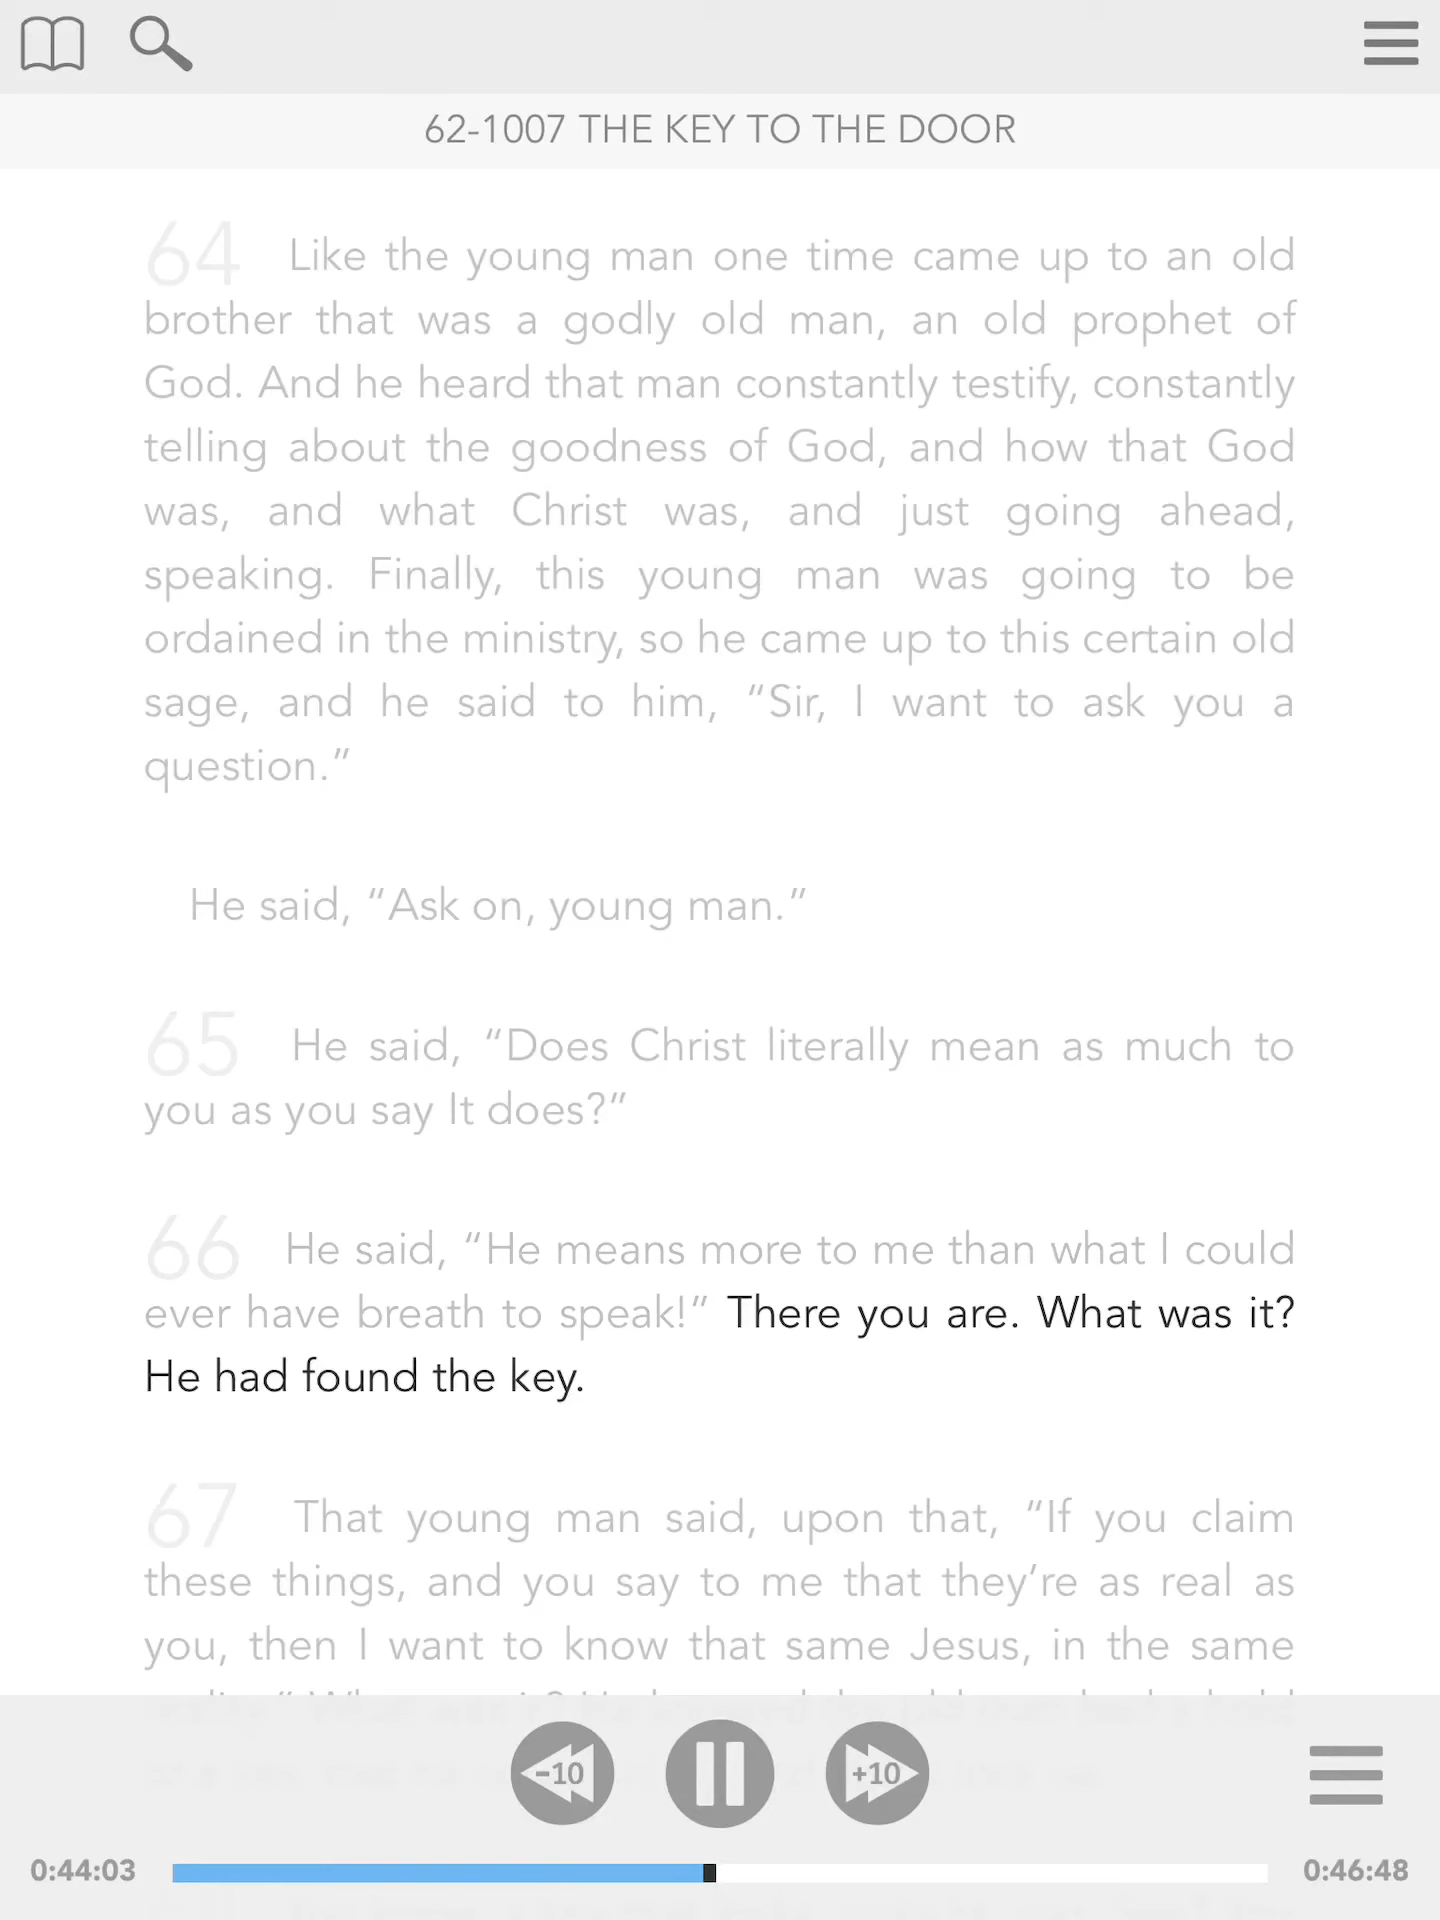 62-1007 THE KEY TO THE DOOR
64 Like the young man one time came up to an old
brother that was a godly old man, an old prophet of
God. And he heard that man constantly testify, constantly
telling about the goodness of God, and how that God
was, and what Christ was, and just going ahead,
speaking. Finally, this young man was going to be
ordained in the ministry, so he came up to this certain old
sage, and he said to him, “Sir, I want to ask you a
question.”
He said, “Ask on, young man.”
65 He said, “Does Christ literally mean as much to
you as you say It does?”
66 He said, “He means more to me than what I could
ever have breath to speak!” There you are. What was it?
He had found the key.
67 That young man said, upon that, “If you claim
these things, and you say to me that they’re as real as
you, then I want to know that same Jesus, in the same
-10 +10
0:44:03 0:46:48